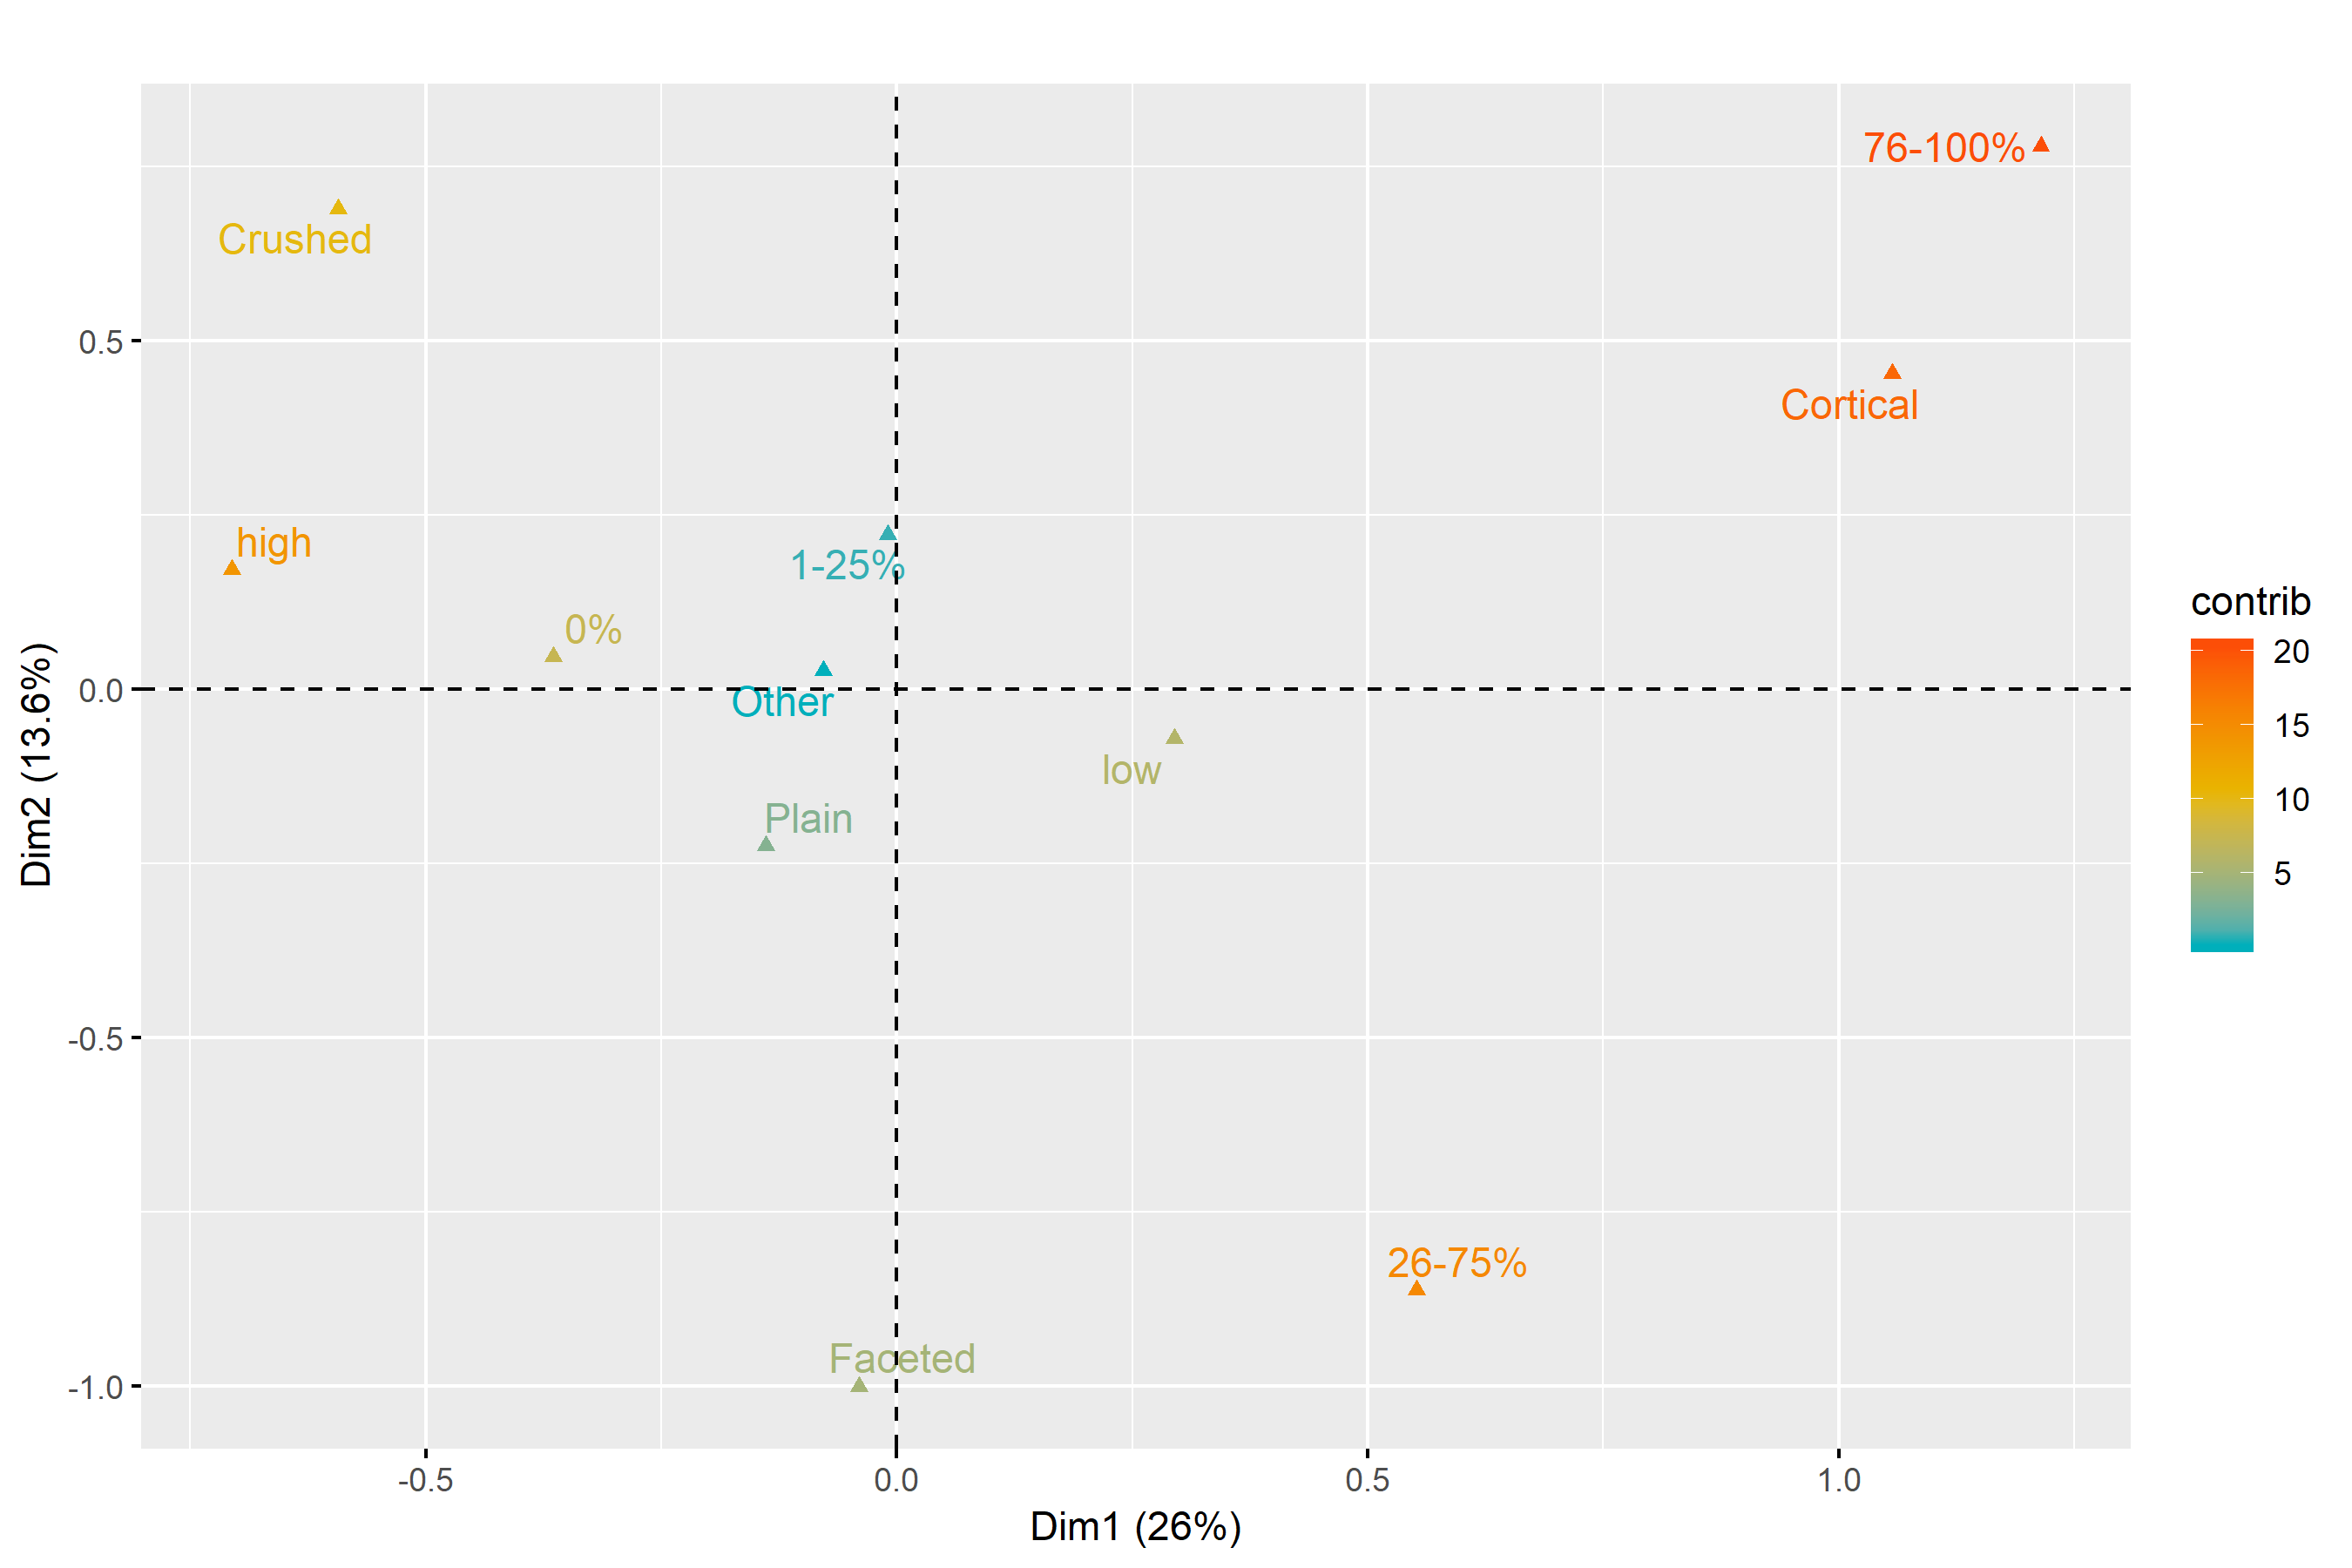 76-100%
Crushed
0.5
Cortical
high
1-25%
contrib
0%
20
0.0
Other
15
low
10
Plain
5
Dim2 (13.6%)
-0.5
26-75%
Faceted
-1.0
-0.5
0.0
0.5
1.0
Dim1 (26%)